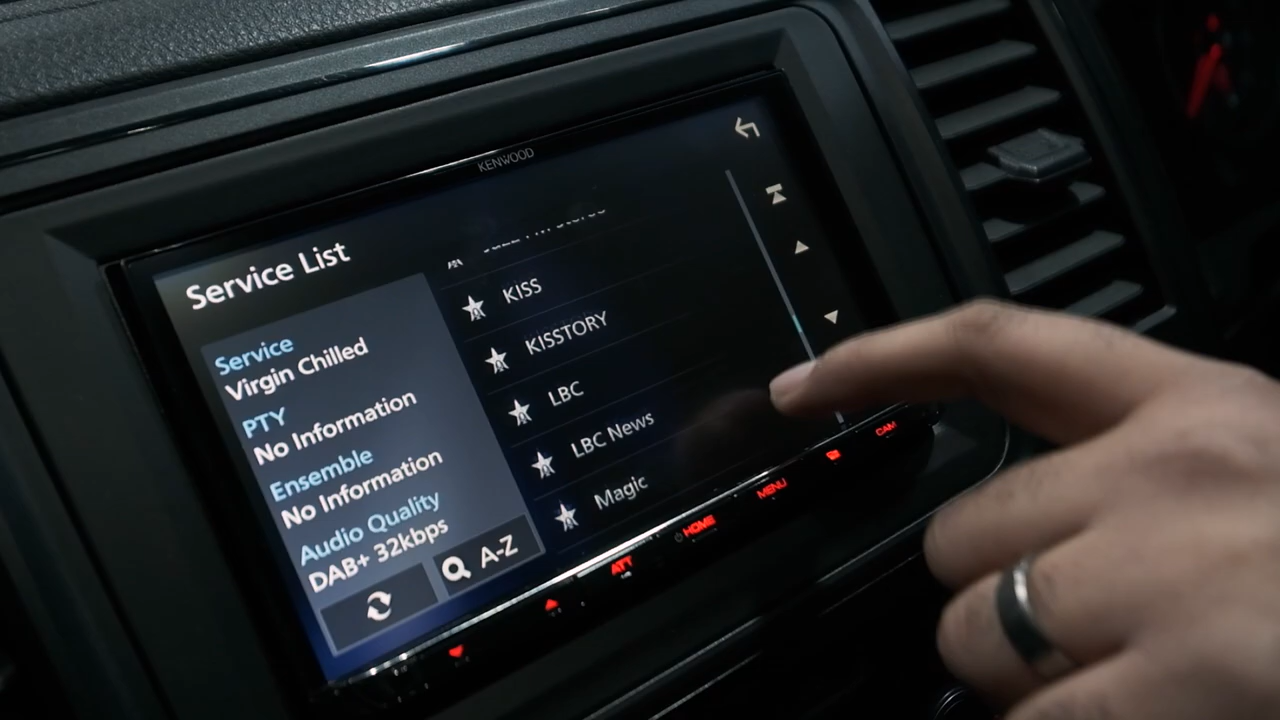 KENWOOD
Service List
Service
Virgin Chilled
PTY
No Information
Ensemble
No Information
Audio Quality
DAB+ 32kbps
A-Z
KISS
KISSTORY
LBC
LBC News
Magic
ATT
HOME
MENU
CAM